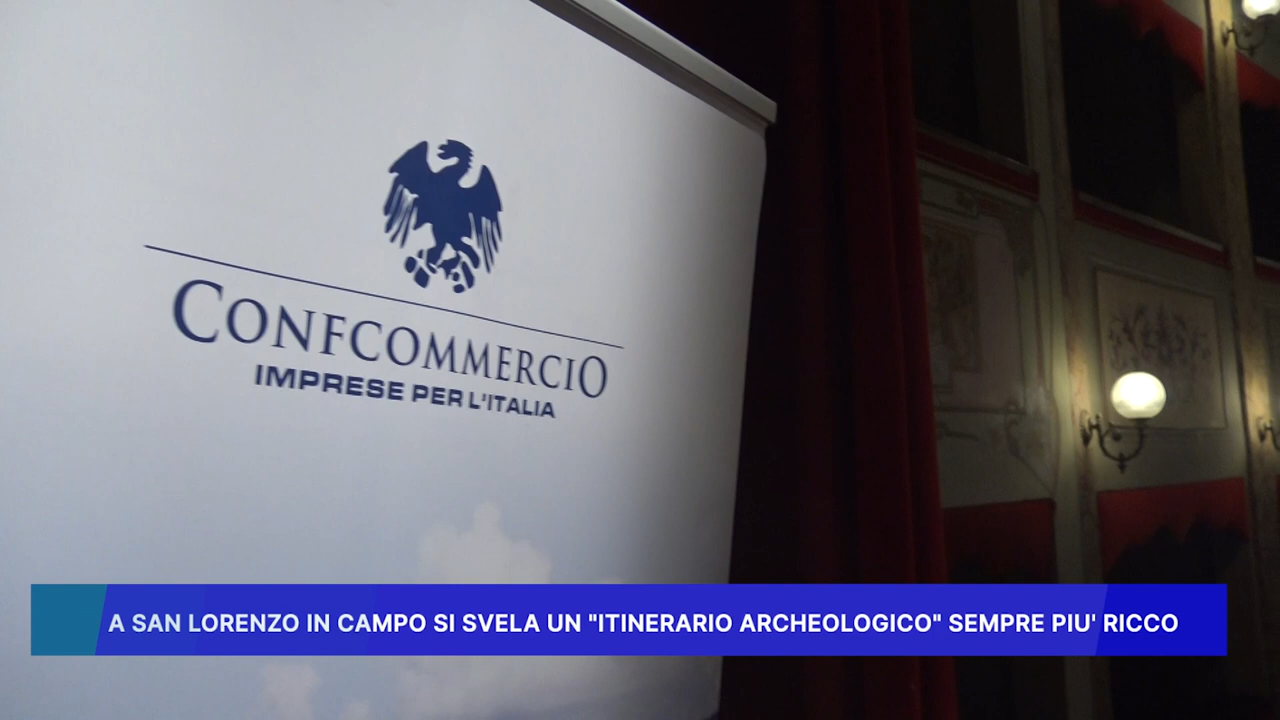 CONFCOMMERCIO
IMPRESE PER L'ITALIA
A SAN LORENZO IN CAMPO SI SVELA UN "ITINERARIO ARCHEOLOGICO" SEMPRE PIU' RICCO